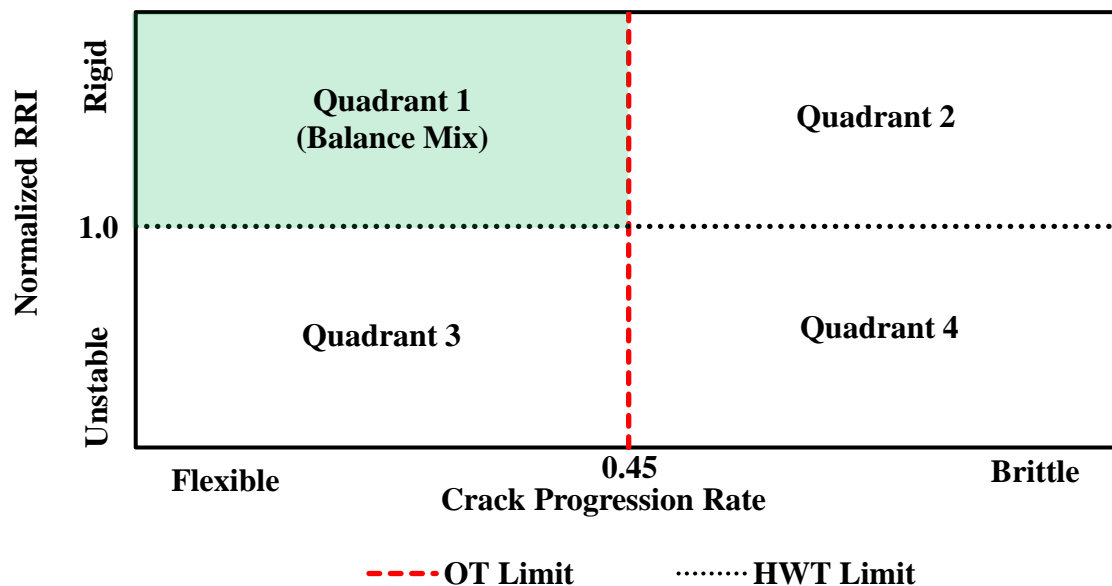 Normalized RRI
Rigid
Unstable
1.0
Quadrant 1
(Balance Mix)
Quadrant 2
Quadrant 3
Quadrant 4
Flexible
0.45
Brittle
Crack Progression Rate
OT Limit
HWT Limit